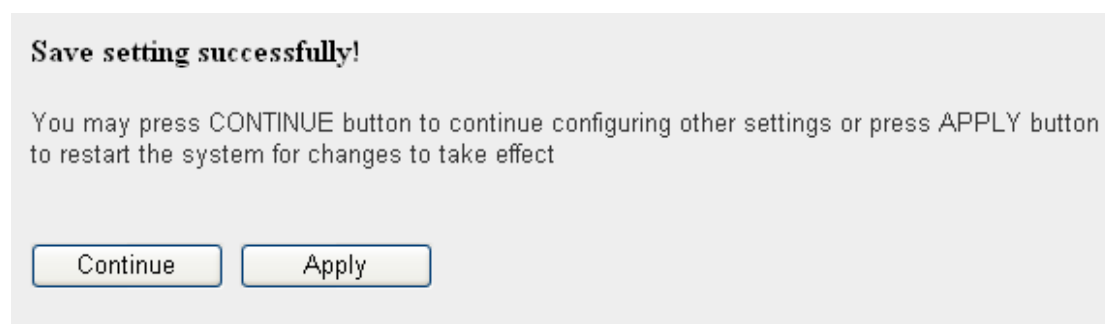 Save setting successfully!
You may press CONTINUE button to continue configuring other settings or press APPLY button
to restart the system for changes to take effect
Continue Apply